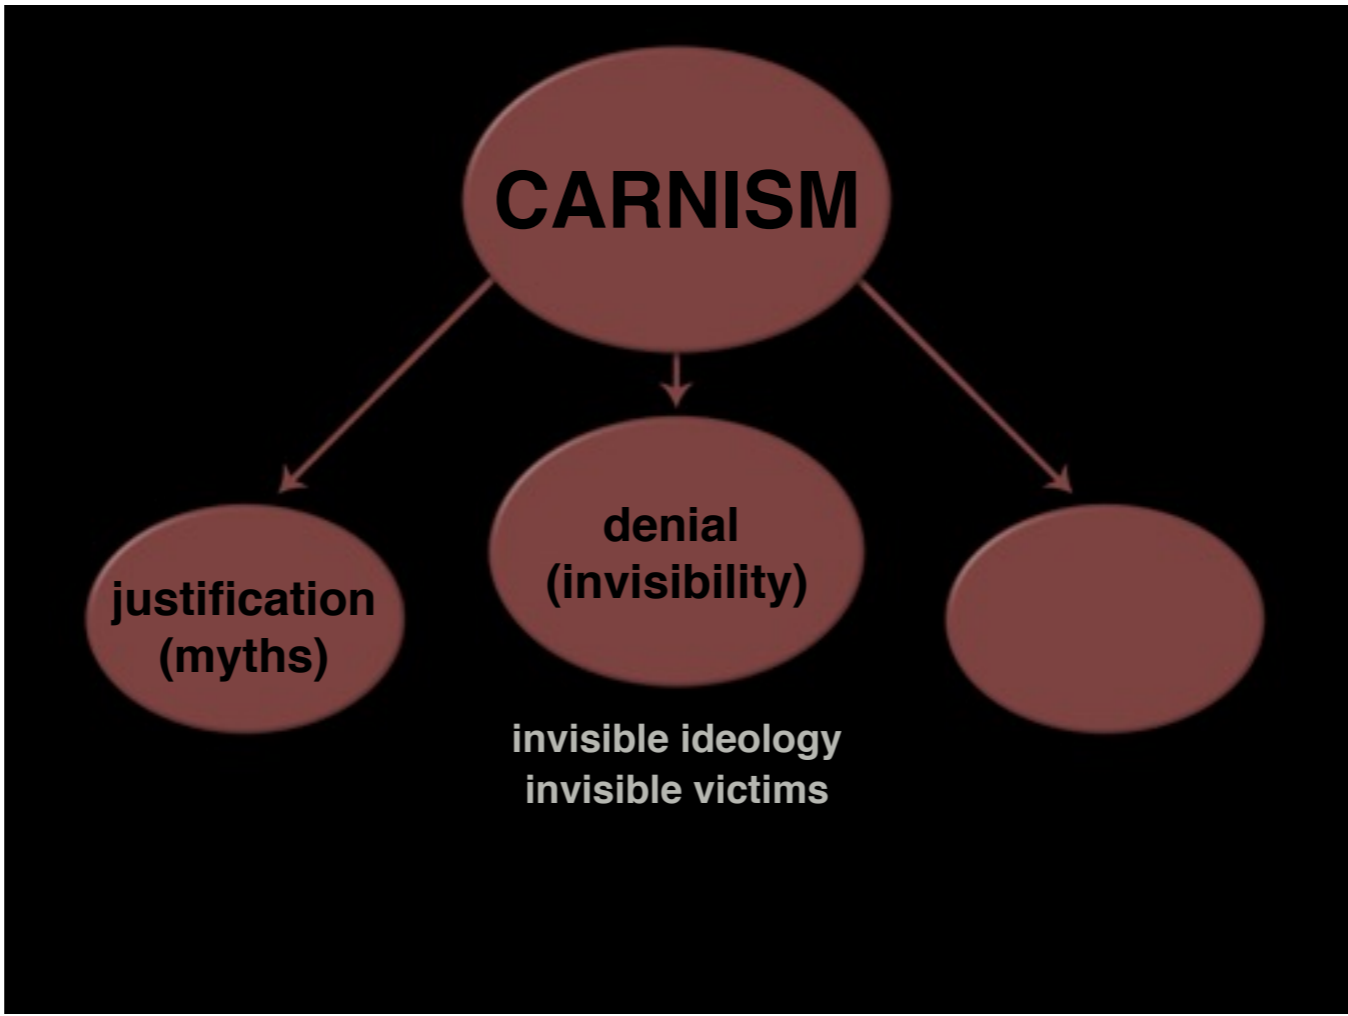 CARNISM
justification
(myths)
denial
(invisibility)
invisible ideology
invisible victims